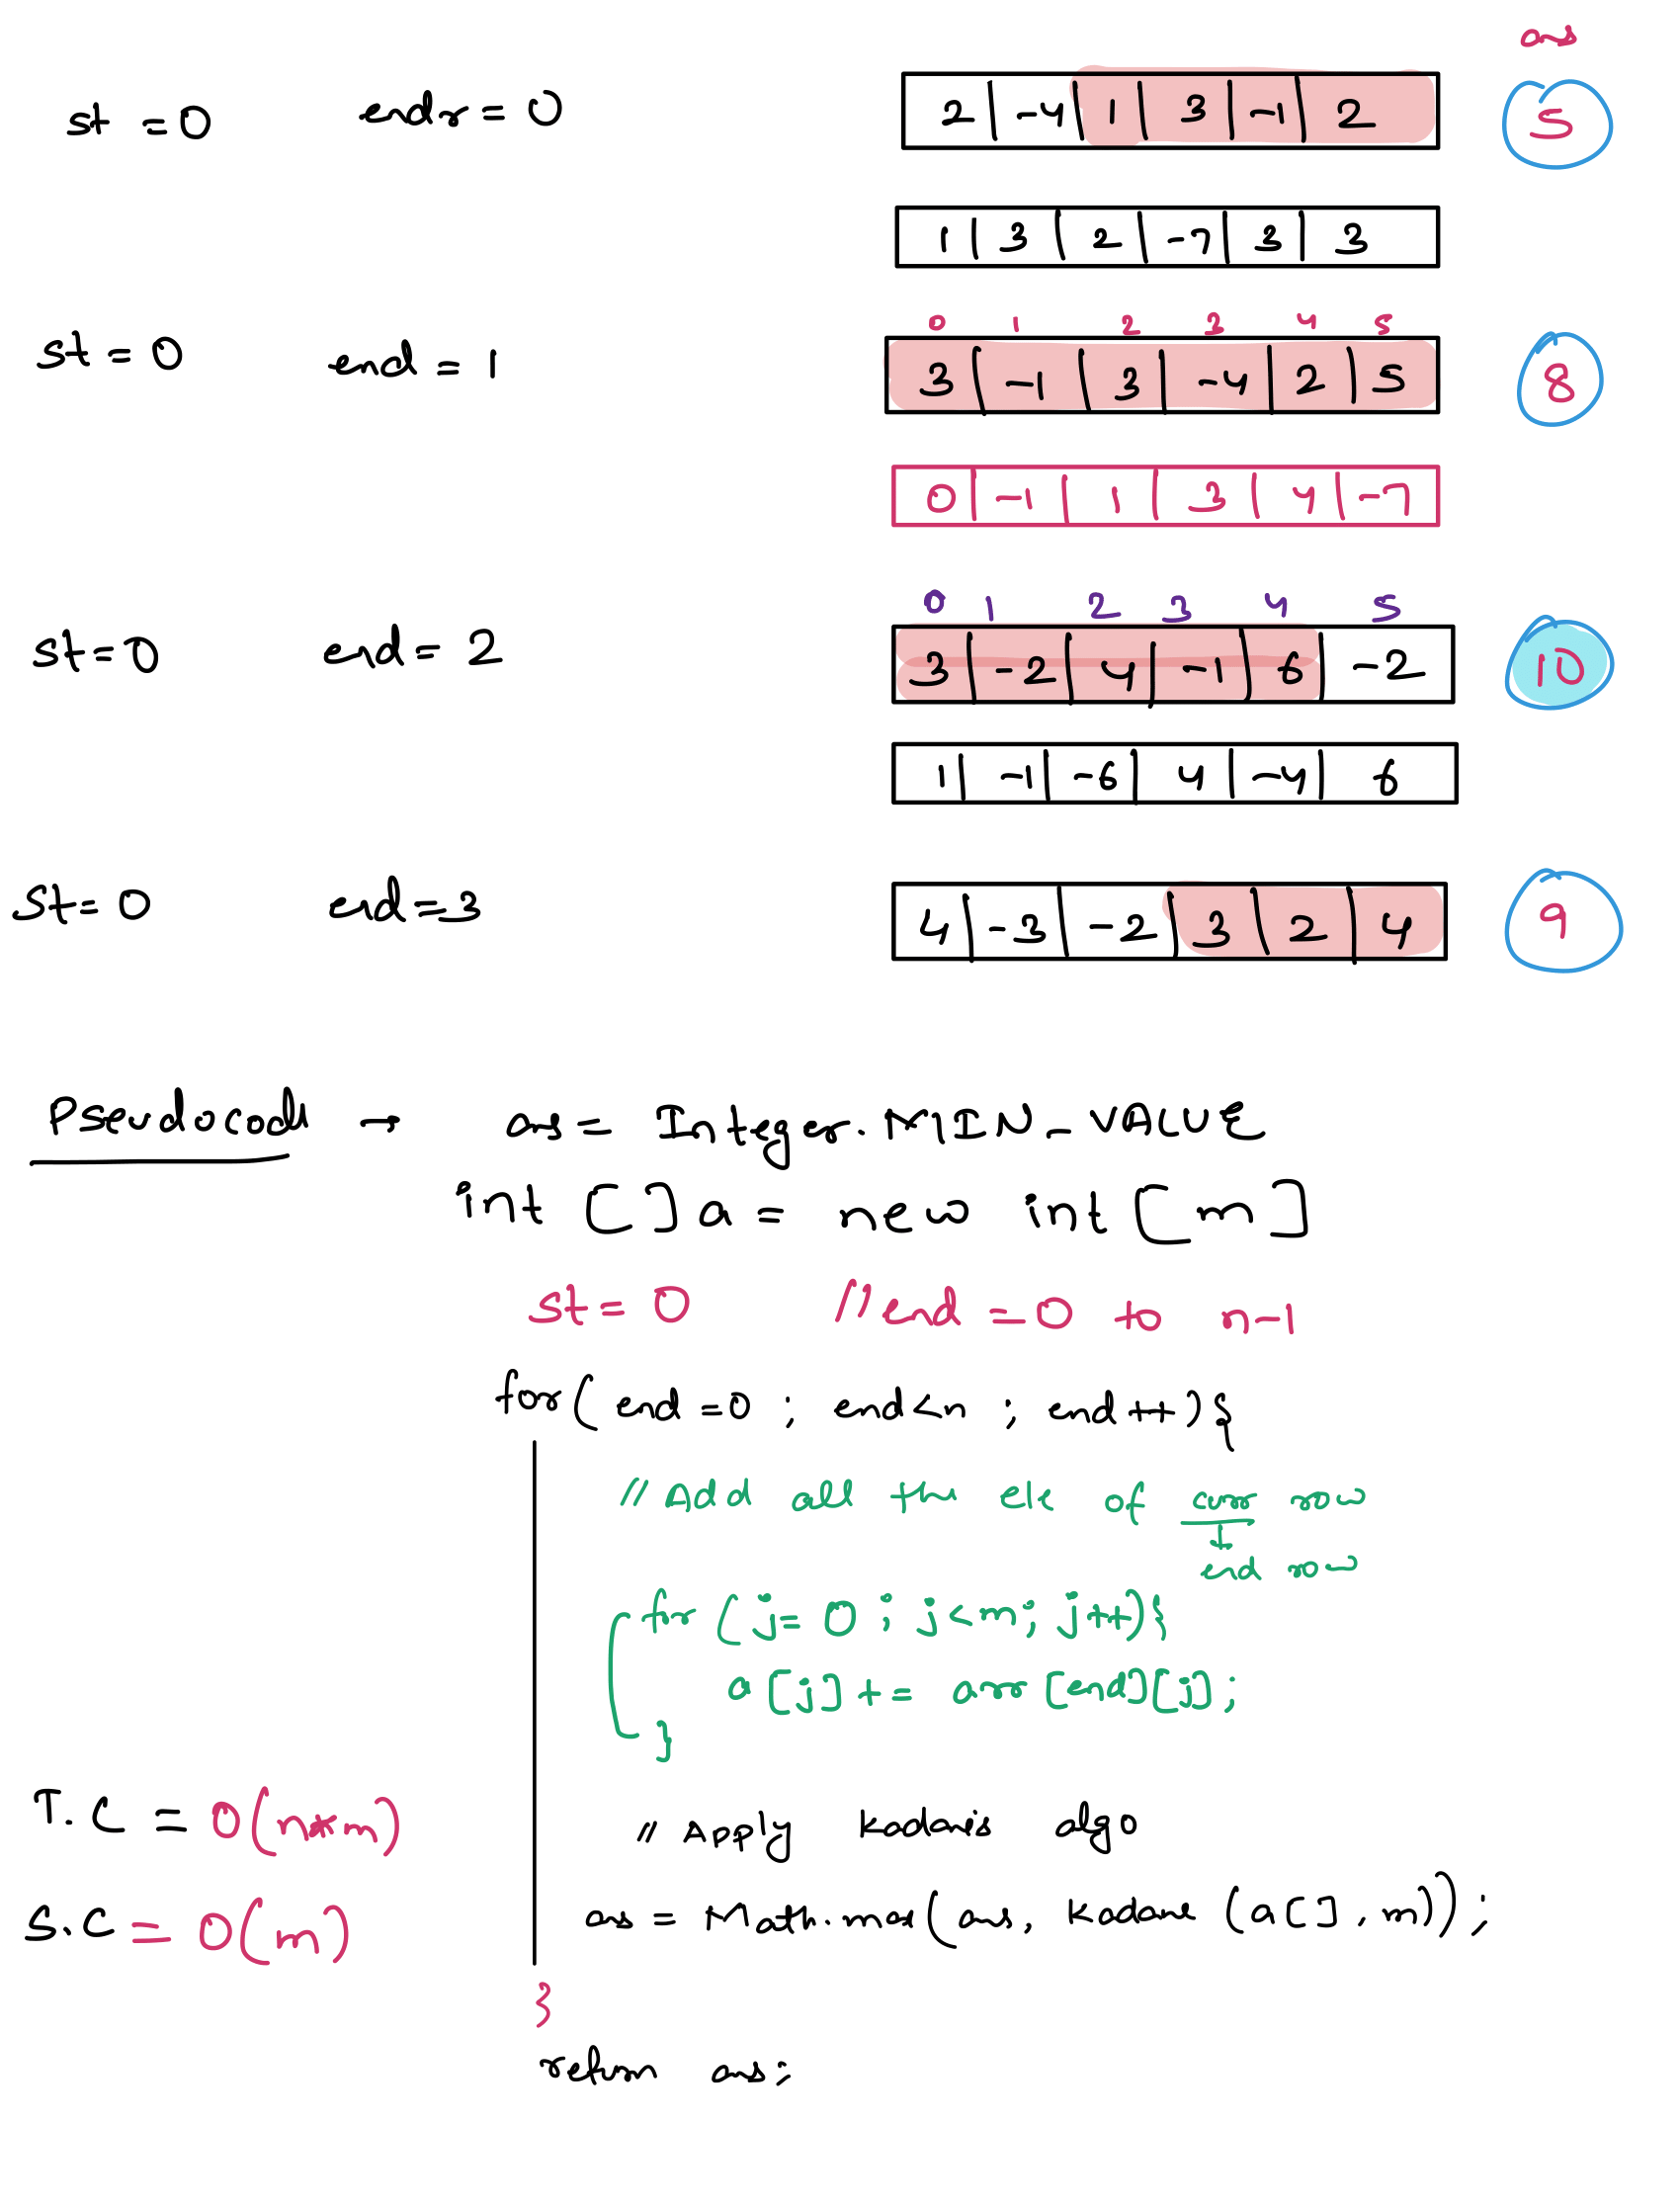 ans
st = 0 endr = 0 2 -4 1 3 -1 2 5
1 3 2 -7 3 3
0 1 2 3 4 5
st = 0 end = 1 3 -1 3 -4 2 5 8
0 -1 1 3 4 -7
0 1 2 3 4 5
st = 0 end = 2 3 -2 4 -1 6 -2 10
1 -1 -6 4 -4 6
St = 0 end = 3 4 -3 -2 3 2 4 9
Pseudocode → ans = Integer.MIN_VALUE
int [] a = new int [m]
st = 0 // end = 0 to n-1
for ( end = 0 ; end<n ; end++ ) {
// Add all the ele of curr row
↓
end row
for ( j = 0 ; j<m ; j++ ) {
a [j] += arr [end][j] ;
}
T.C = O(n*m)
// Apply kadanes algo
S.C = O(m)
ans = Math.max(ans, kadane (a[], m)) ;
}
return ans;